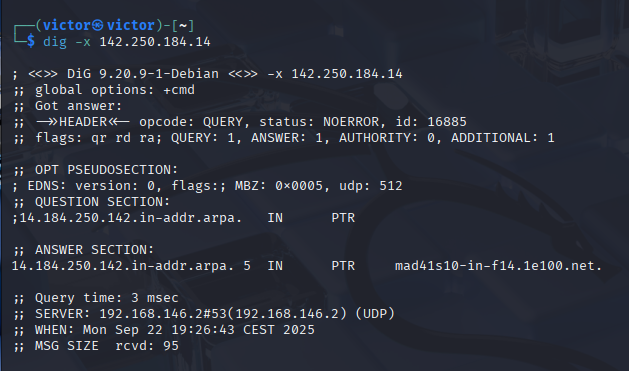 ┌──(victor㉿victor)-[~]
└─$ dig -x 142.250.184.14

; <<>> DiG 9.20.9-1-Debian <<>> -x 142.250.184.14
;; global options: +cmd
;; Got answer:
;; ->>HEADER<<- opcode: QUERY, status: NOERROR, id: 16885
;; flags: qr rd ra; QUERY: 1, ANSWER: 1, AUTHORITY: 0, ADDITIONAL: 1

;; OPT PSEUDOSECTION:
; EDNS: version: 0, flags:; MBZ: 0x0005, udp: 512
;; QUESTION SECTION:
;14.184.250.142.in-addr.arpa.   IN      PTR

;; ANSWER SECTION:
14.184.250.142.in-addr.arpa. 5  IN      PTR     mad41s10-in-f14.1e100.net.

;; Query time: 3 msec
;; SERVER: 192.168.146.2#53(192.168.146.2) (UDP)
;; WHEN: Mon Sep 22 19:26:43 CEST 2025
;; MSG SIZE  rcvd: 95